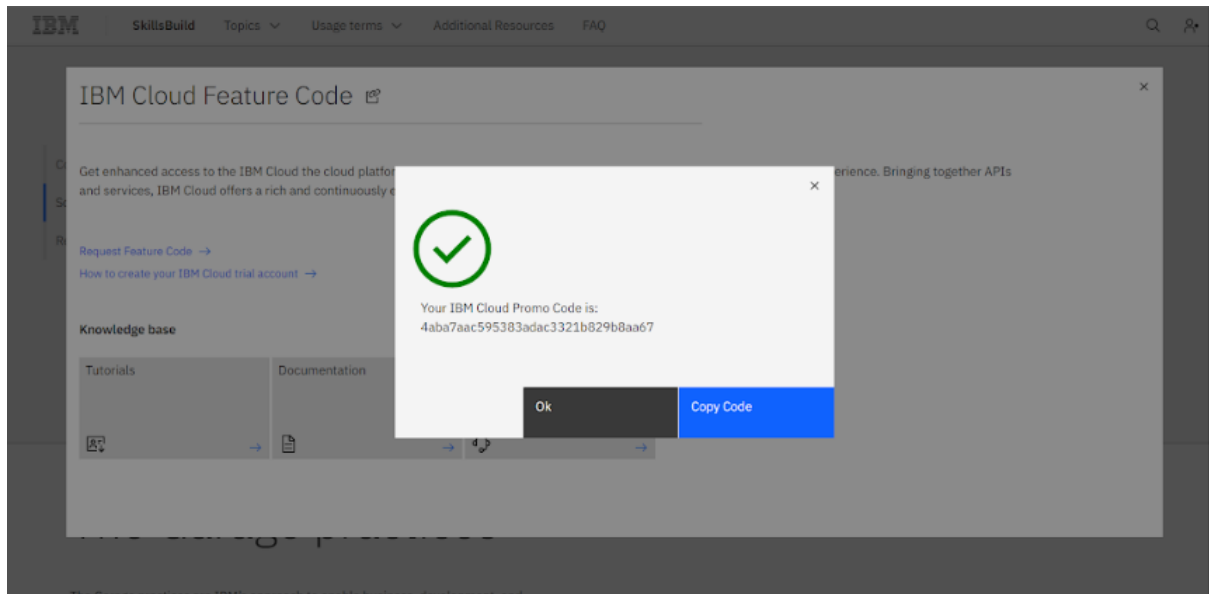 IBM SkillsBuild Topics Usage terms Additional Resources FAQ
IBM Cloud Feature Code
Get enhanced access to the IBM Cloud the cloud platfor erience. Bringing together APIs
and services, IBM Cloud offers a rich and continuously e
Request Feature Code →
How to create your IBM Cloud trial account →
Your IBM Cloud Promo Code is:
4aba7aac595383adac3321b829b8aa67
Ok Copy Code
Knowledge base
Tutorials Documentation